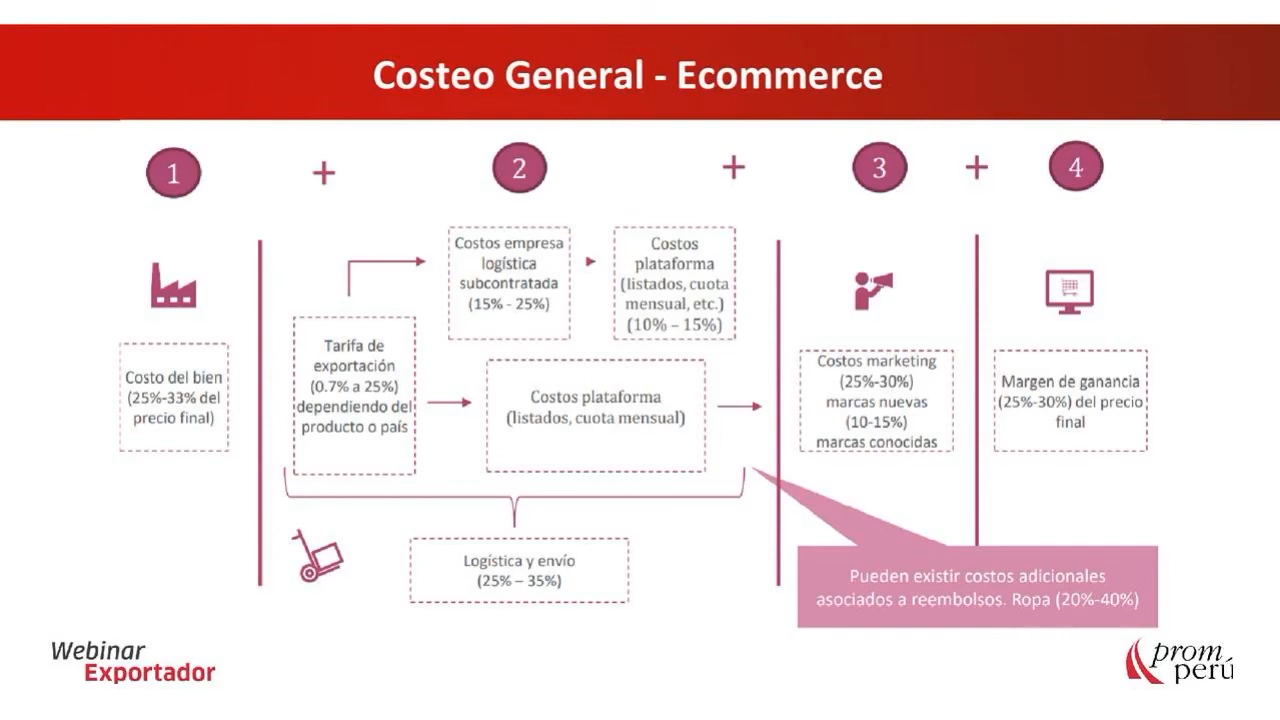 Costeo General - Ecommerce
1
+
2
+
3
+
4
Costo del bien
(25%-33% del
precio final)
Tarifa de
exportación
(0.7% a 25%)
dependiendo del
producto o país
Costos empresa
logística
subcontratada
(15% - 25%)
Costos
plataforma
(listados, cuota
mensual, etc.)
(10% – 15%)
Costos plataforma
(listados, cuota mensual)
Logística y envío
(25% – 35%)
Costos marketing
(25%-30%)
marcas nuevas
(10-15%)
marcas conocidas
Margen de ganancia
(25%-30%) del precio
final
Pueden existir costos adicionales
asociados a reembolsos. Ropa (20%-40%)
Webinar
Exportador
prom
perú